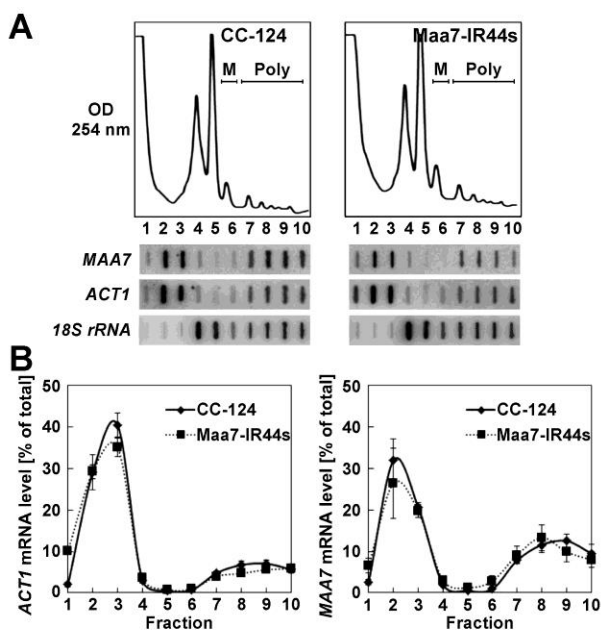 A
CC-124
M Poly
OD
254 nm
1 2 3 4 5 6 7 8 9 10
Maa7-IR44s
M Poly
1 2 3 4 5 6 7 8 9 10
MAA7
ACT1
18S rRNA
B
ACT1 mRNA level [% of total]
50
40
30
20
10
0
CC-124
Maa7-IR44s
1 2 3 4 5 6 7 8 9 10
Fraction
MAA7 mRNA level [% of total]
50
40
30
20
10
0
CC-124
Maa7-IR44s
1 2 3 4 5 6 7 8 9 10
Fraction